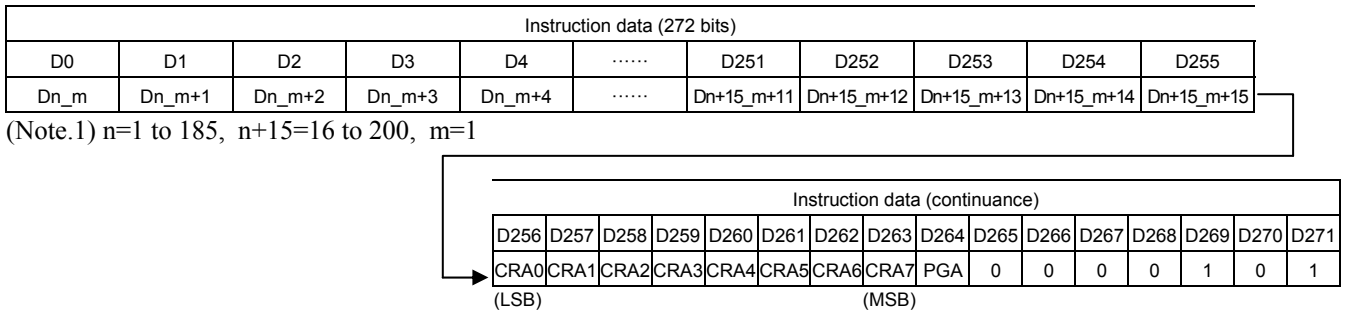 Instruction data (272 bits)
D0 D1 D2 D3 D4 ⋯⋯ D251 D252 D253 D254 D255
Dn_m Dn_m+1 Dn_m+2 Dn_m+3 Dn_m+4 ⋯⋯ Dn+15_m+11 Dn+15_m+12 Dn+15_m+13 Dn+15_m+14 Dn+15_m+15
(Note.1) n=1 to 185, n+15=16 to 200, m=1
Instruction data (continuance)
D256 D257 D258 D259 D260 D261 D262 D263 D264 D265 D266 D267 D268 D269 D270 D271
CRA0 CRA1 CRA2 CRA3 CRA4 CRA5 CRA6 CRA7 PGA 0 0 0 0 1 0 1
(LSB) (MSB)